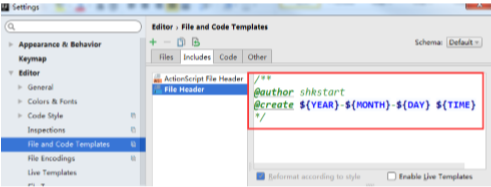 Settings
Editor › File and Code Templates
Appearance & Behavior
Schema: Default
Keymap
Files Includes Code Other
Editor
General
Colors & Fonts
Code Style
Inspections
File and Code Templates
File Encodings
Live Templates
ActionScript File Header
File Header
/**
@author shkstart
@create ${YEAR}-${MONTH}-${DAY} ${TIME}
*/
Reformat according to style
Enable Live Templates